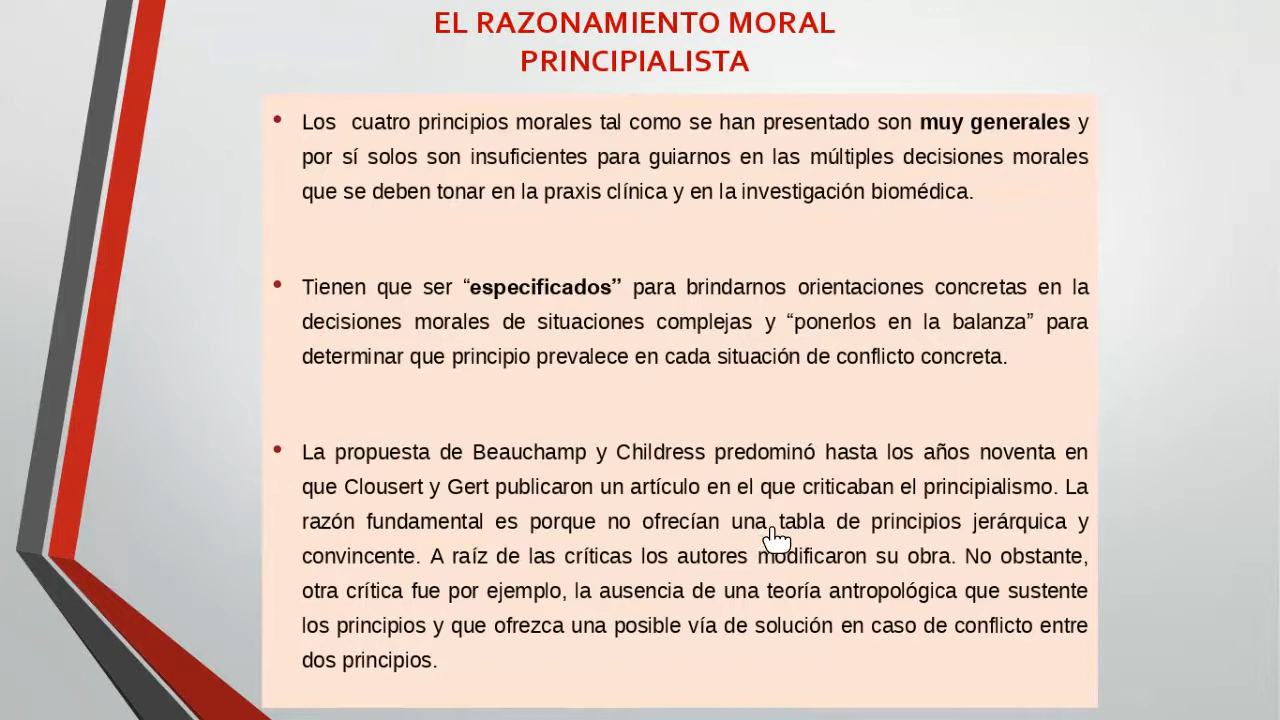 EL RAZONAMIENTO MORAL
PRINCIPIALISTA
• Los cuatro principios morales tal como se han presentado son muy generales y
por sí solos son insuficientes para guiarnos en las múltiples decisiones morales
que se deben tonar en la praxis clínica y en la investigación biomédica.
• Tienen que ser “especificados” para brindarnos orientaciones concretas en la
decisiones morales de situaciones complejas y “ponerlos en la balanza” para
determinar que principio prevalece en cada situación de conflicto concreta.
• La propuesta de Beauchamp y Childress predominó hasta los años noventa en
que Clousert y Gert publicaron un artículo en el que criticaban el principialismo. La
razón fundamental es porque no ofrecían una tabla de principios jerárquica y
convincente. A raíz de las críticas los autores modificaron su obra. No obstante,
otra crítica fue por ejemplo, la ausencia de una teoría antropológica que sustente
los principios y que ofrezca una posible vía de solución en caso de conflicto entre
dos principios.